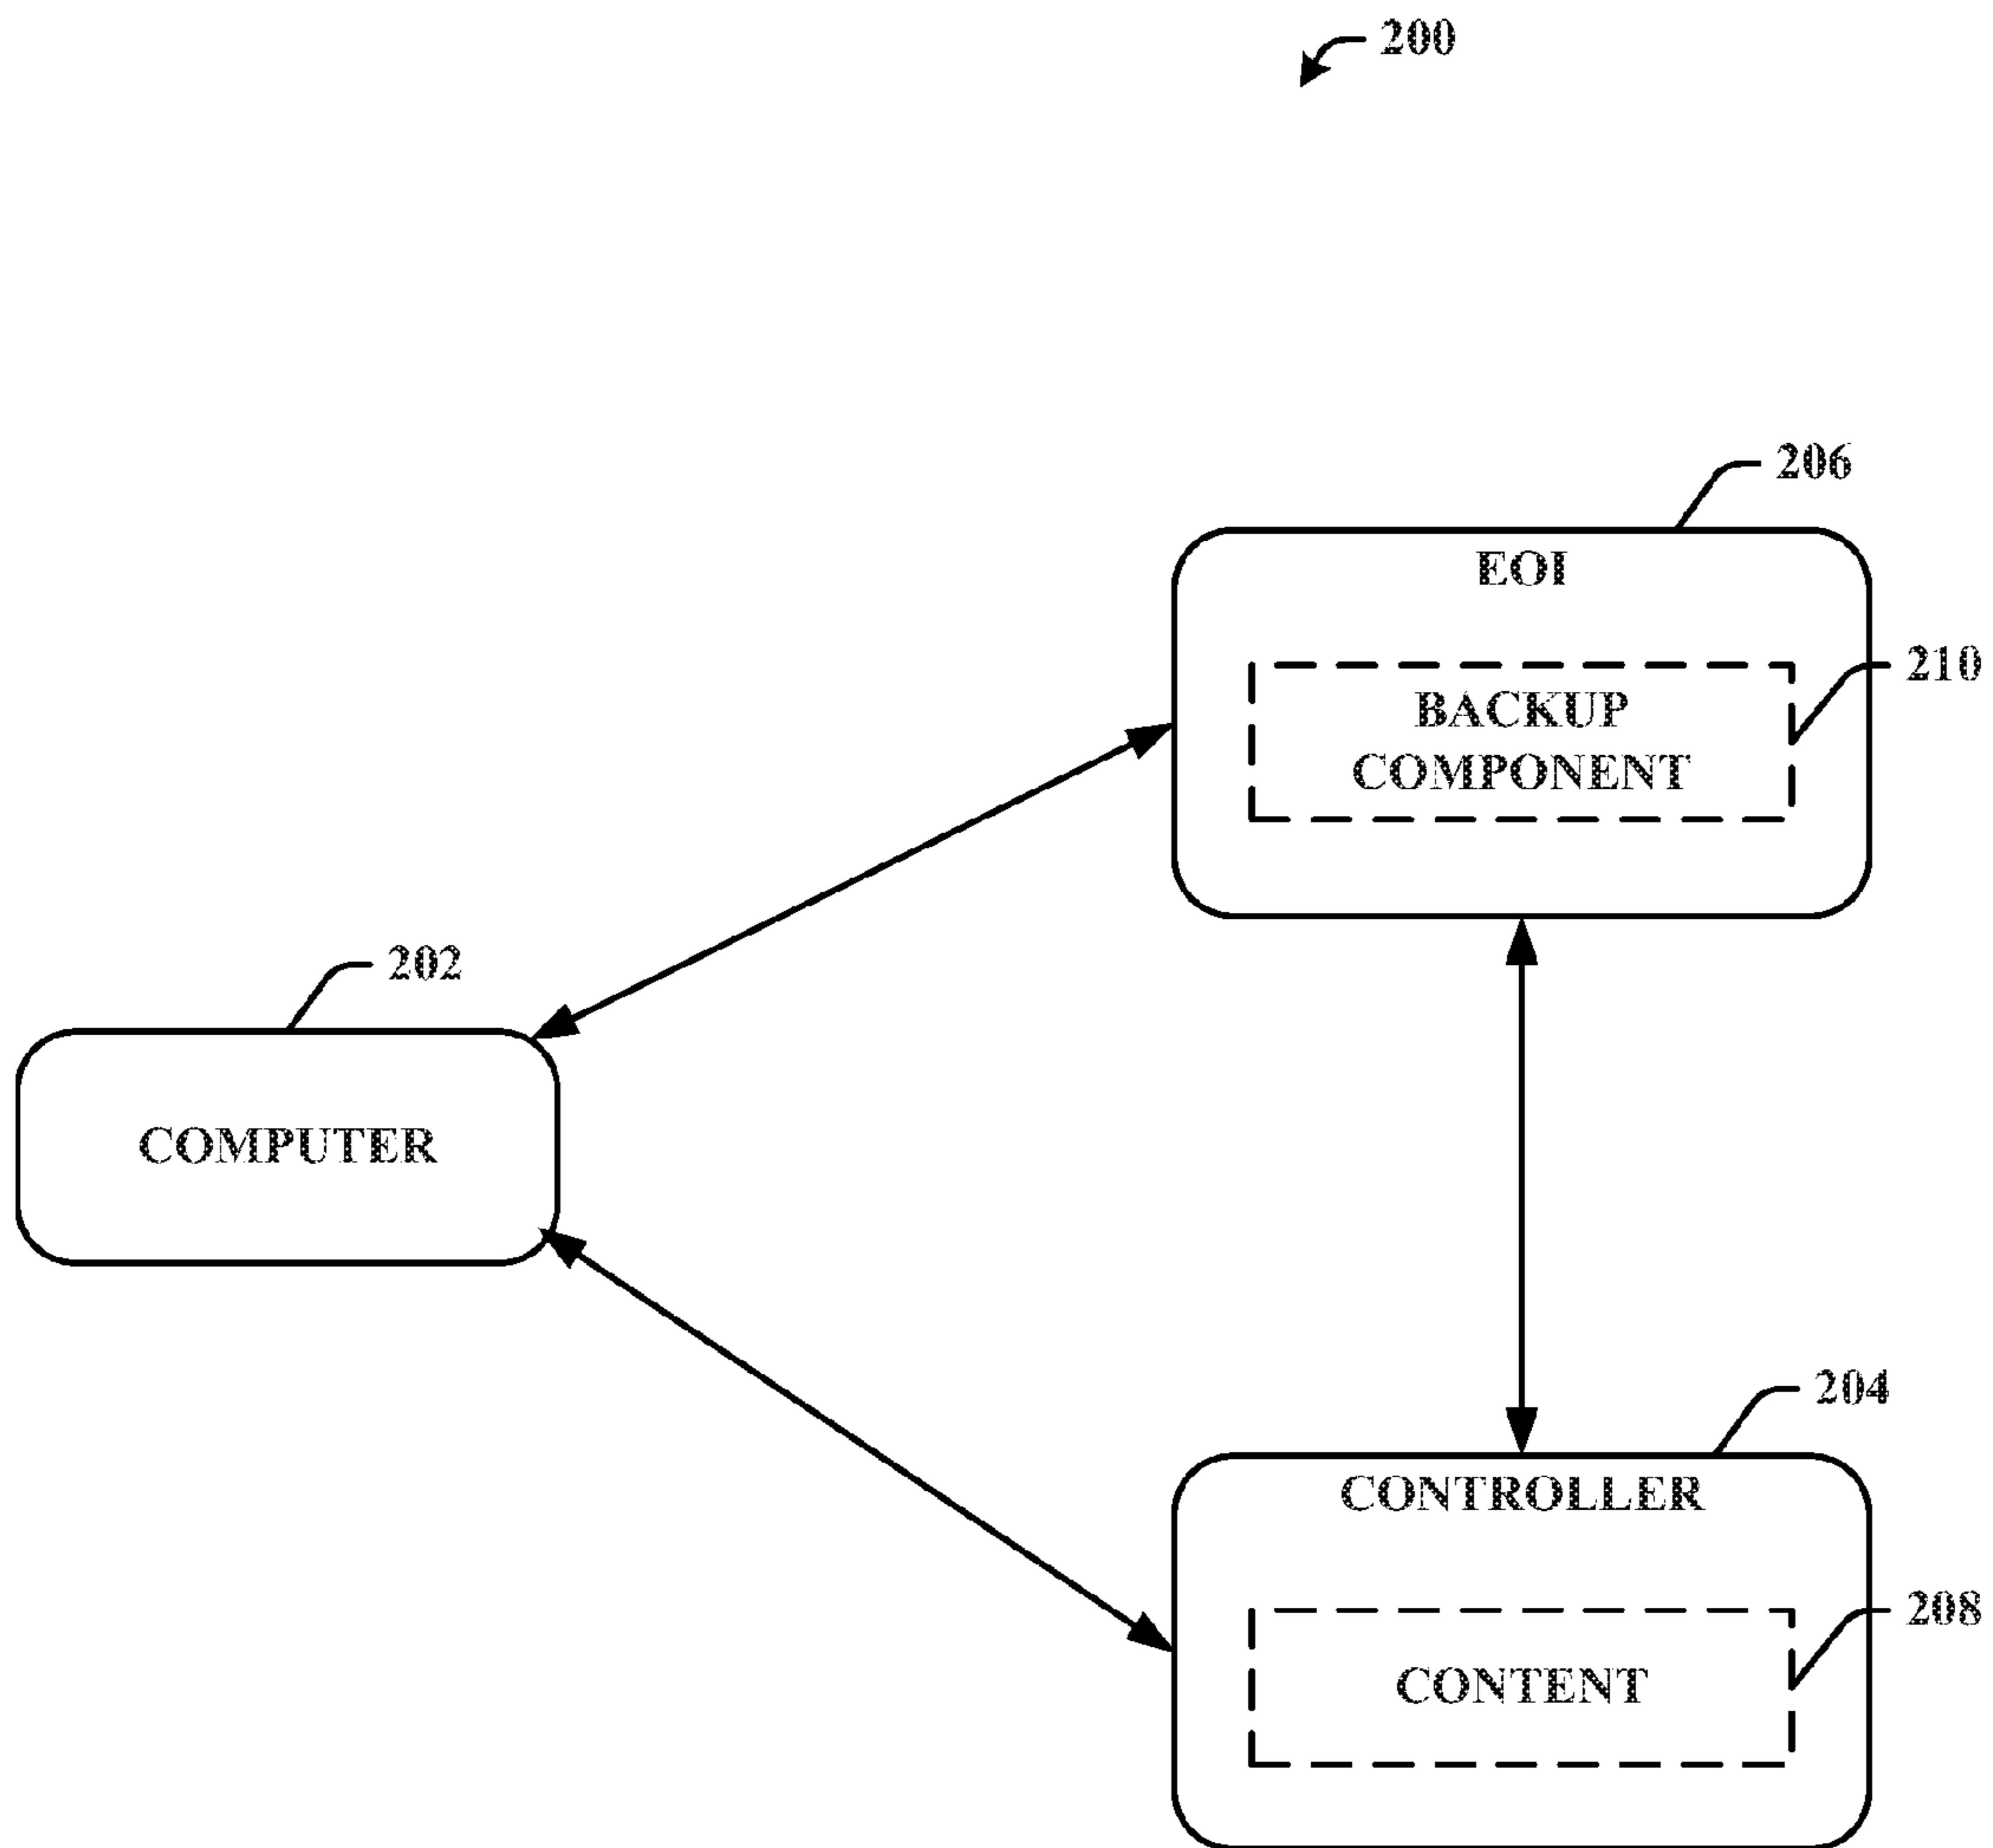 200
206
EOI
210
BACKUP
COMPONENT
202
COMPUTER
204
CONTROLLER
208
CONTENT